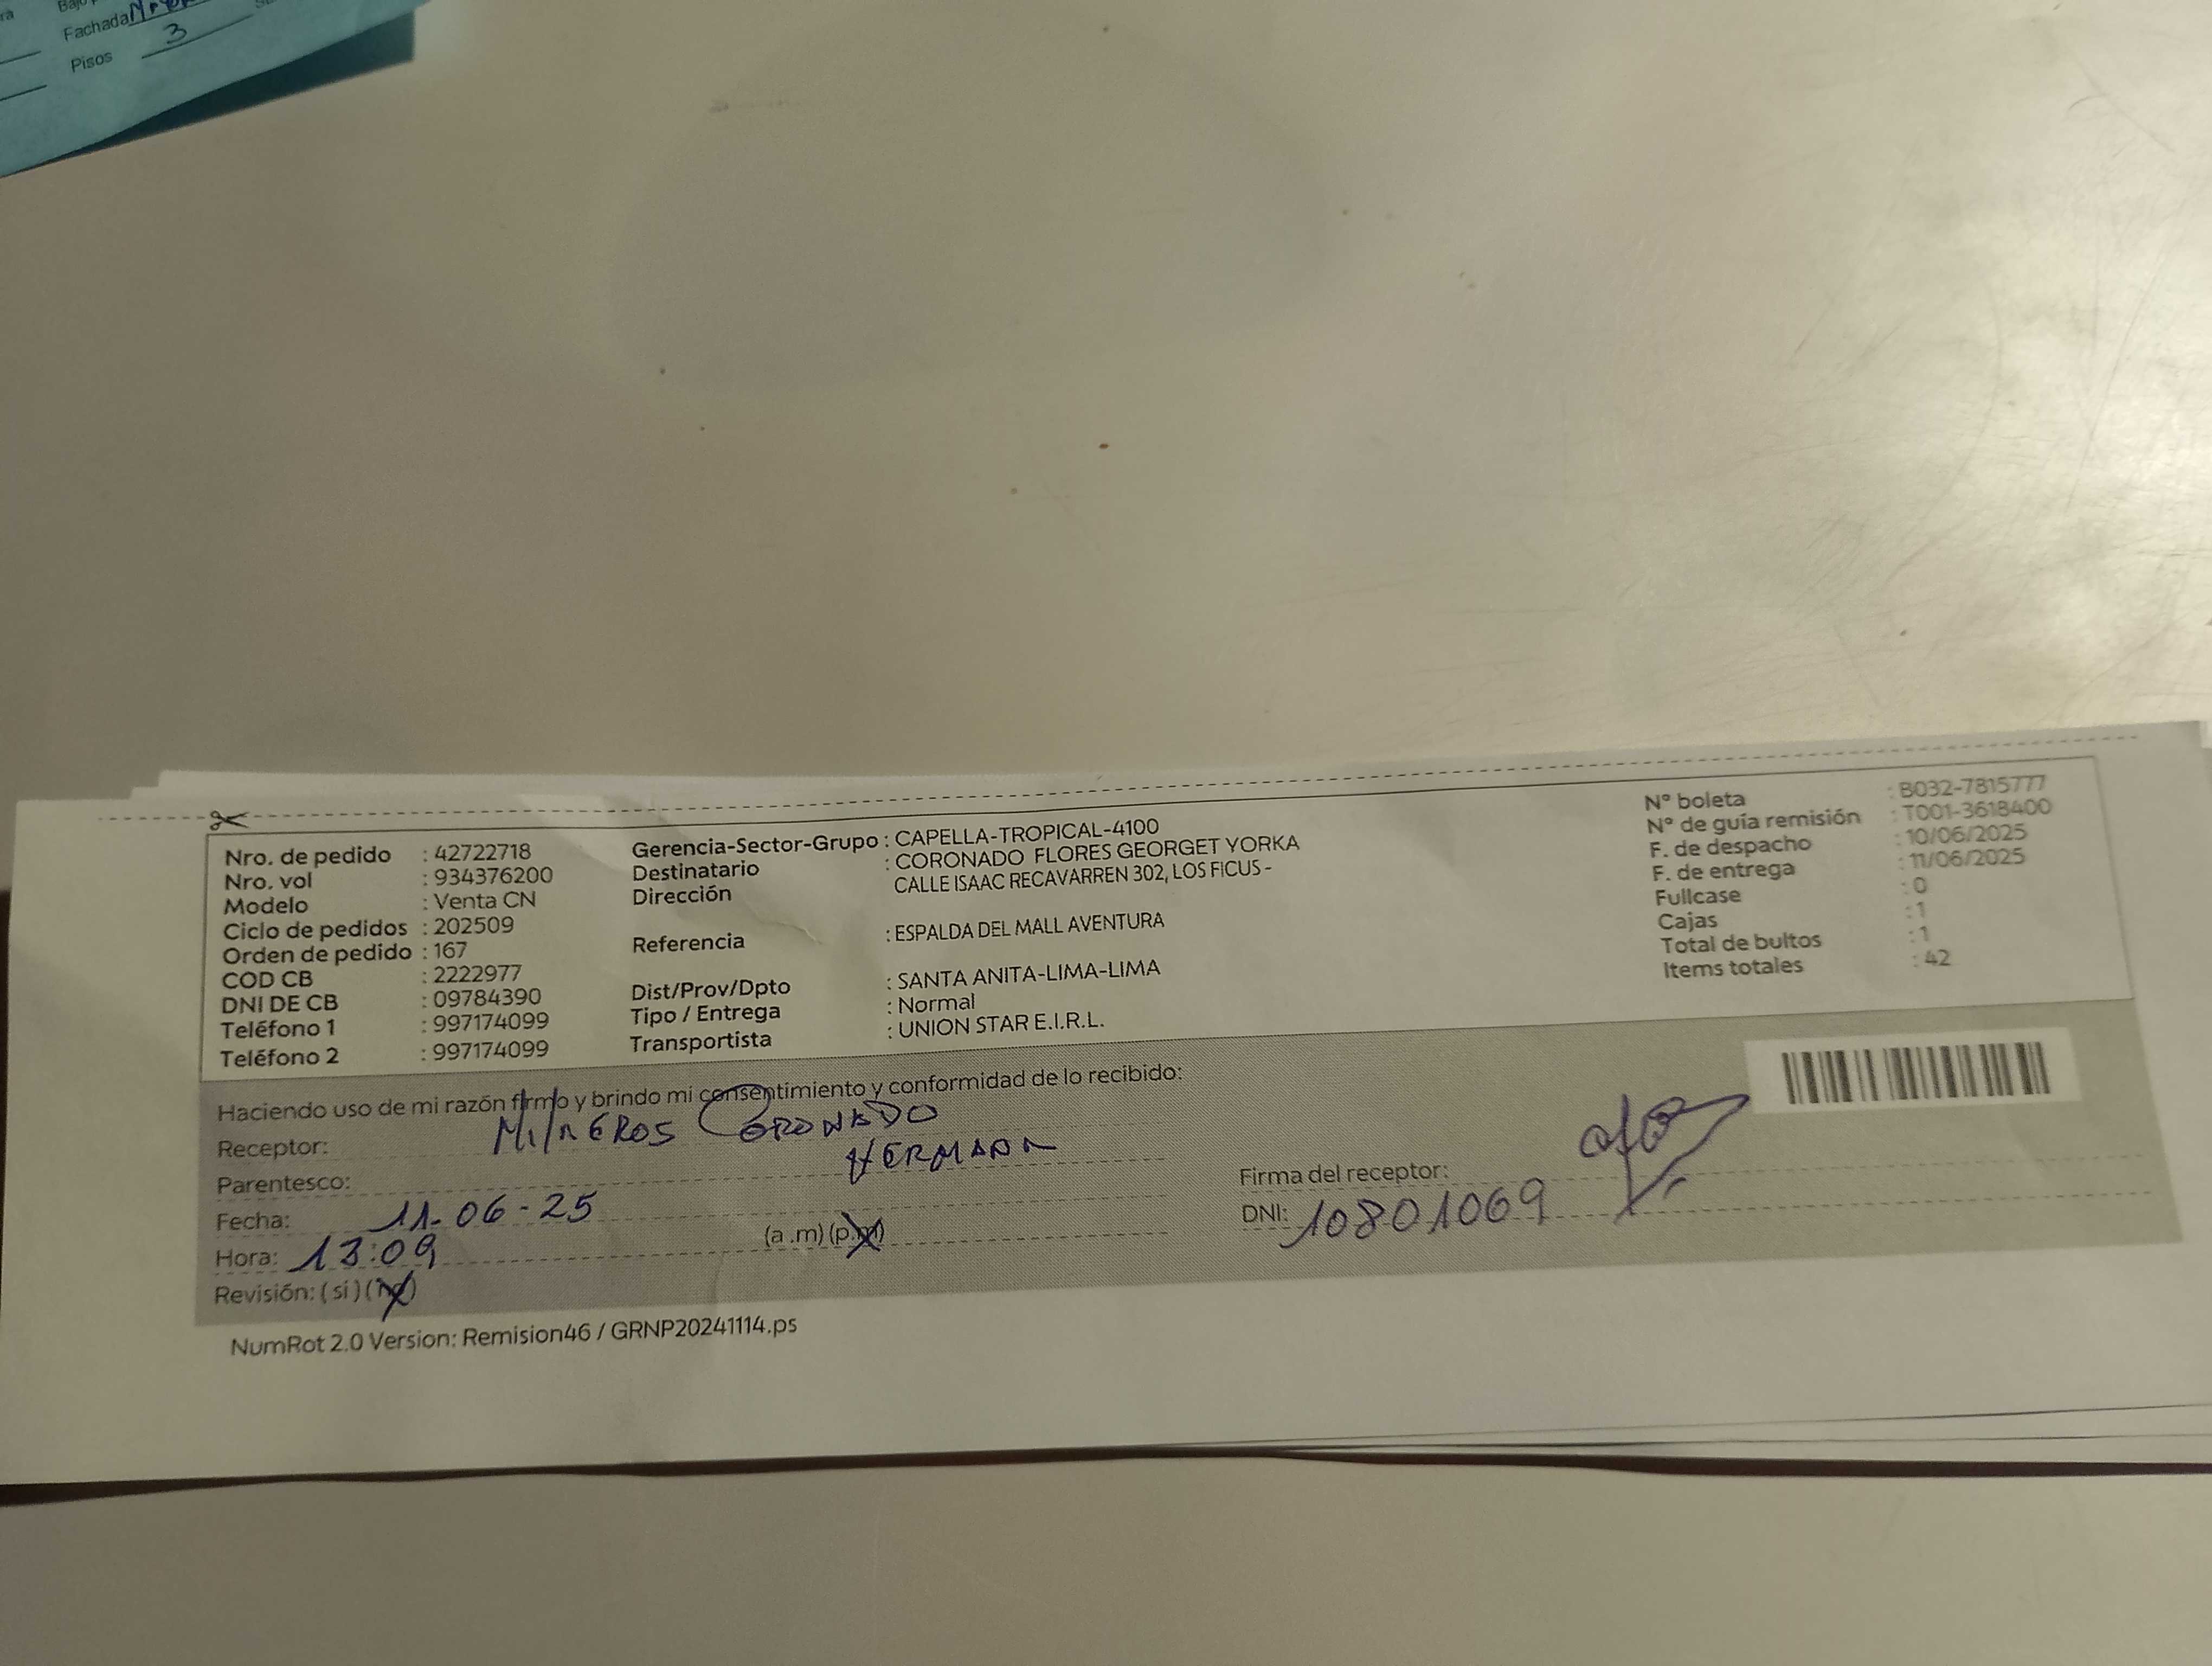 Fachada
Pisos 3
Nro. de pedido : 42722718
Nro. vol : 934376200
Modelo : Venta CN
Ciclo de pedidos : 202509
Orden de pedido : 167
COD CB : 2222977
DNI DE CB : 09784390
Teléfono 1 : 997174099
Teléfono 2 : 997174099
Gerencia-Sector-Grupo : CAPELLA-TROPICAL-4100
Destinatario : CORONADO FLORES GEORGET YORKA
Dirección CALLE ISAAC RECAVARREN 302, LOS FICUS -
Referencia : ESPALDA DEL MALL AVENTURA
Dist/Prov/Dpto : SANTA ANITA-LIMA-LIMA
Tipo / Entrega : Normal
Transportista : UNION STAR E.I.R.L.
N° boleta : B032-7815777
N° de guía remisión : T001-3618400
F. de despacho : 10/06/2025
F. de entrega : 11/06/2025
Fullcase : 0
Cajas : 1
Total de bultos : 1
Items totales : 42
Haciendo uso de mi razón firmo y brindo mi consentimiento y conformidad de lo recibido:
Receptor: MILAGROS CORONADO
Parentesco: HERMANA
Fecha: 11-06-25
Hora: 13:09 (a.m) (p.m)
Revisión: (si) (no)
Firma del receptor:
DNI: 10801069
NumRot 2.0 Version: Remision46 / GRNP20241114.ps